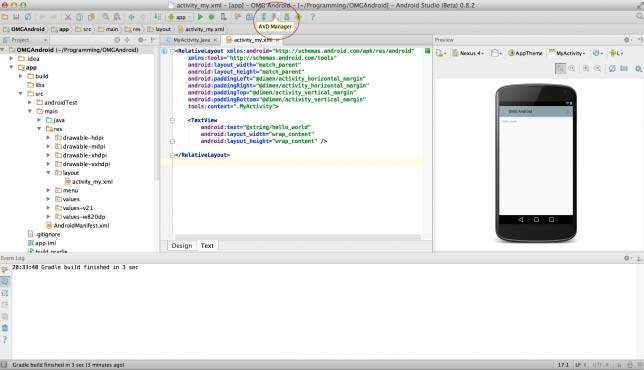 activity_my.xml - [app] - OMGAndroid - [~/Programming/OMGAndroid] - Android Studio (Beta) 0.8.2
app
OMGAndroid
app
src
main
res
layout
activity_my.xml
AVD Manager
Project
OMGAndroid (~/Programming/OMGAndroid)
.idea
app
build
libs
src
androidTest
main
java
res
drawable-hdpi
drawable-mdpi
drawable-xhdpi
drawable-xxhdpi
layout
activity_my.xml
menu
values
values-v21
values-w820dp
AndroidManifest.xml
.gitignore
app.iml
build.gradle
MyActivity.java
activity_my.xml
<RelativeLayout xmlns:android="http://schemas.android.com/apk/res/android"
xmlns:tools="http://schemas.android.com/tools"
android:layout_width="match_parent"
android:layout_height="match_parent"
android:paddingLeft="@dimen/activity_horizontal_margin"
android:paddingRight="@dimen/activity_horizontal_margin"
android:paddingTop="@dimen/activity_vertical_margin"
android:paddingBottom="@dimen/activity_vertical_margin"
tools:context=".MyActivity">
<TextView
android:text="@string/hello_world"
android:layout_width="wrap_content"
android:layout_height="wrap_content" />
</RelativeLayout>
Design Text
Preview
Nexus 4
AppTheme
MyActivity
L
OMG Android
Event Log
20:33:40 Gradle build finished in 3 sec
Gradle build finished in 3 sec (3 minutes ago)
17:1 LF UTF-8